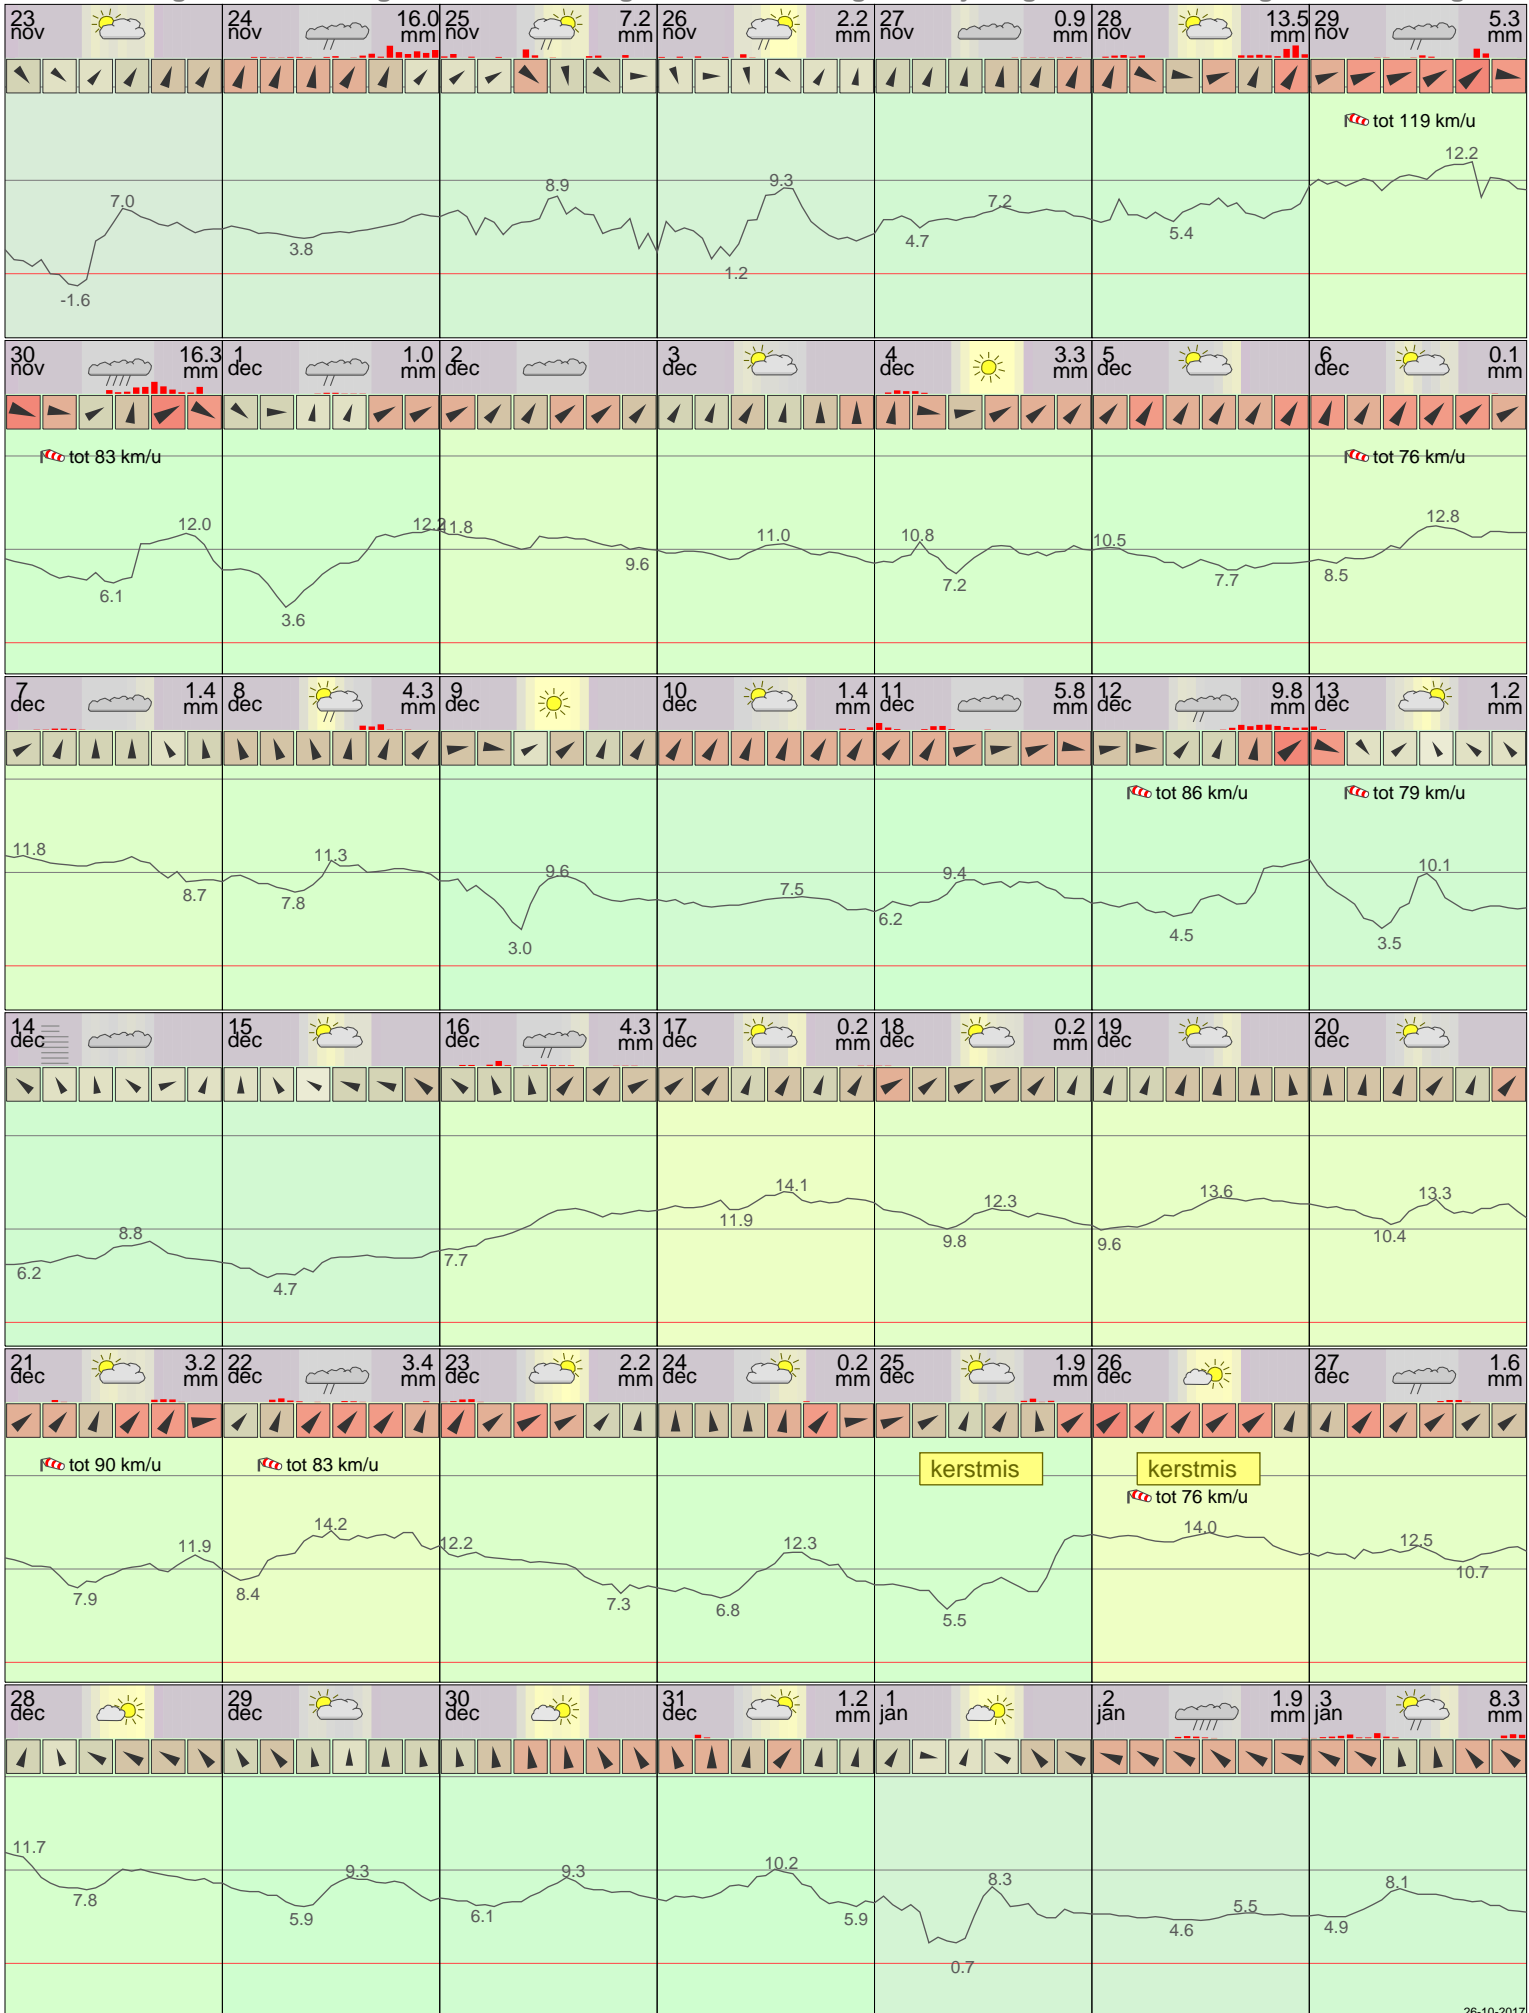 23 nov
24 nov 16.0 mm
25 nov 7.2 mm
26 nov 2.2 mm
27 nov 0.9 mm
28 nov 13.5 mm
29 nov 5.3 mm
tot 119 km/u
7.0
-1.6
3.8
8.9
9.3
1.2
4.7
7.2
5.4
12.2
30 nov 16.3 mm
1 dec 1.0 mm
2 dec
3 dec
4 dec 3.3 mm
5 dec
6 dec 0.1 mm
tot 83 km/u
tot 76 km/u
6.1
12.0
3.6
12.2
11.8
9.6
11.0
10.8
7.2
10.5
7.7
8.5
12.8
7 dec 1.4 mm
8 dec 4.3 mm
9 dec
10 dec 1.4 mm
11 dec 5.8 mm
12 dec 9.8 mm
13 dec 1.2 mm
tot 86 km/u
tot 79 km/u
11.8
8.7
7.8
11.3
3.0
9.6
7.5
6.2
9.4
4.5
3.5
10.1
14 dec
15 dec
16 dec 4.3 mm
17 dec 0.2 mm
18 dec 0.2 mm
19 dec
20 dec
6.2
8.8
4.7
7.7
11.9
14.1
9.8
12.3
9.6
13.6
10.4
13.3
21 dec 3.2 mm
22 dec 3.4 mm
23 dec 2.2 mm
24 dec 0.2 mm
25 dec 1.9 mm
26 dec
27 dec 1.6 mm
tot 90 km/u
tot 83 km/u
kerstmis
kerstmis
tot 76 km/u
7.9
11.9
8.4
14.2
12.2
7.3
6.8
12.3
5.5
14.0
12.5
10.7
28 dec
29 dec
30 dec
31 dec 1.2 mm
1 jan
2 jan 1.9 mm
3 jan 8.3 mm
11.7
7.8
5.9
9.3
6.1
9.3
10.2
5.9
0.7
8.3
4.6
5.5
4.9
8.1
26-10-2017